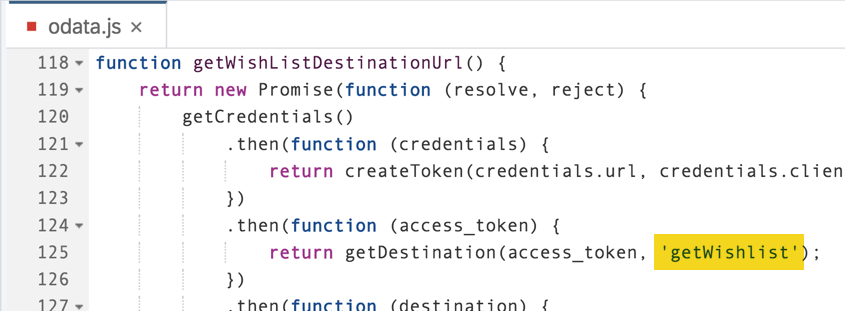 odata.js ×
118 function getWishListDestinationUrl() {
119 return new Promise(function (resolve, reject) {
120 getCredentials()
121 .then(function (credentials) {
122 return createToken(credentials.url, credentials.clien
123 })
124 .then(function (access_token) {
125 return getDestination(access_token, 'getWishlist');
126 })
127 .then(function (destination) {